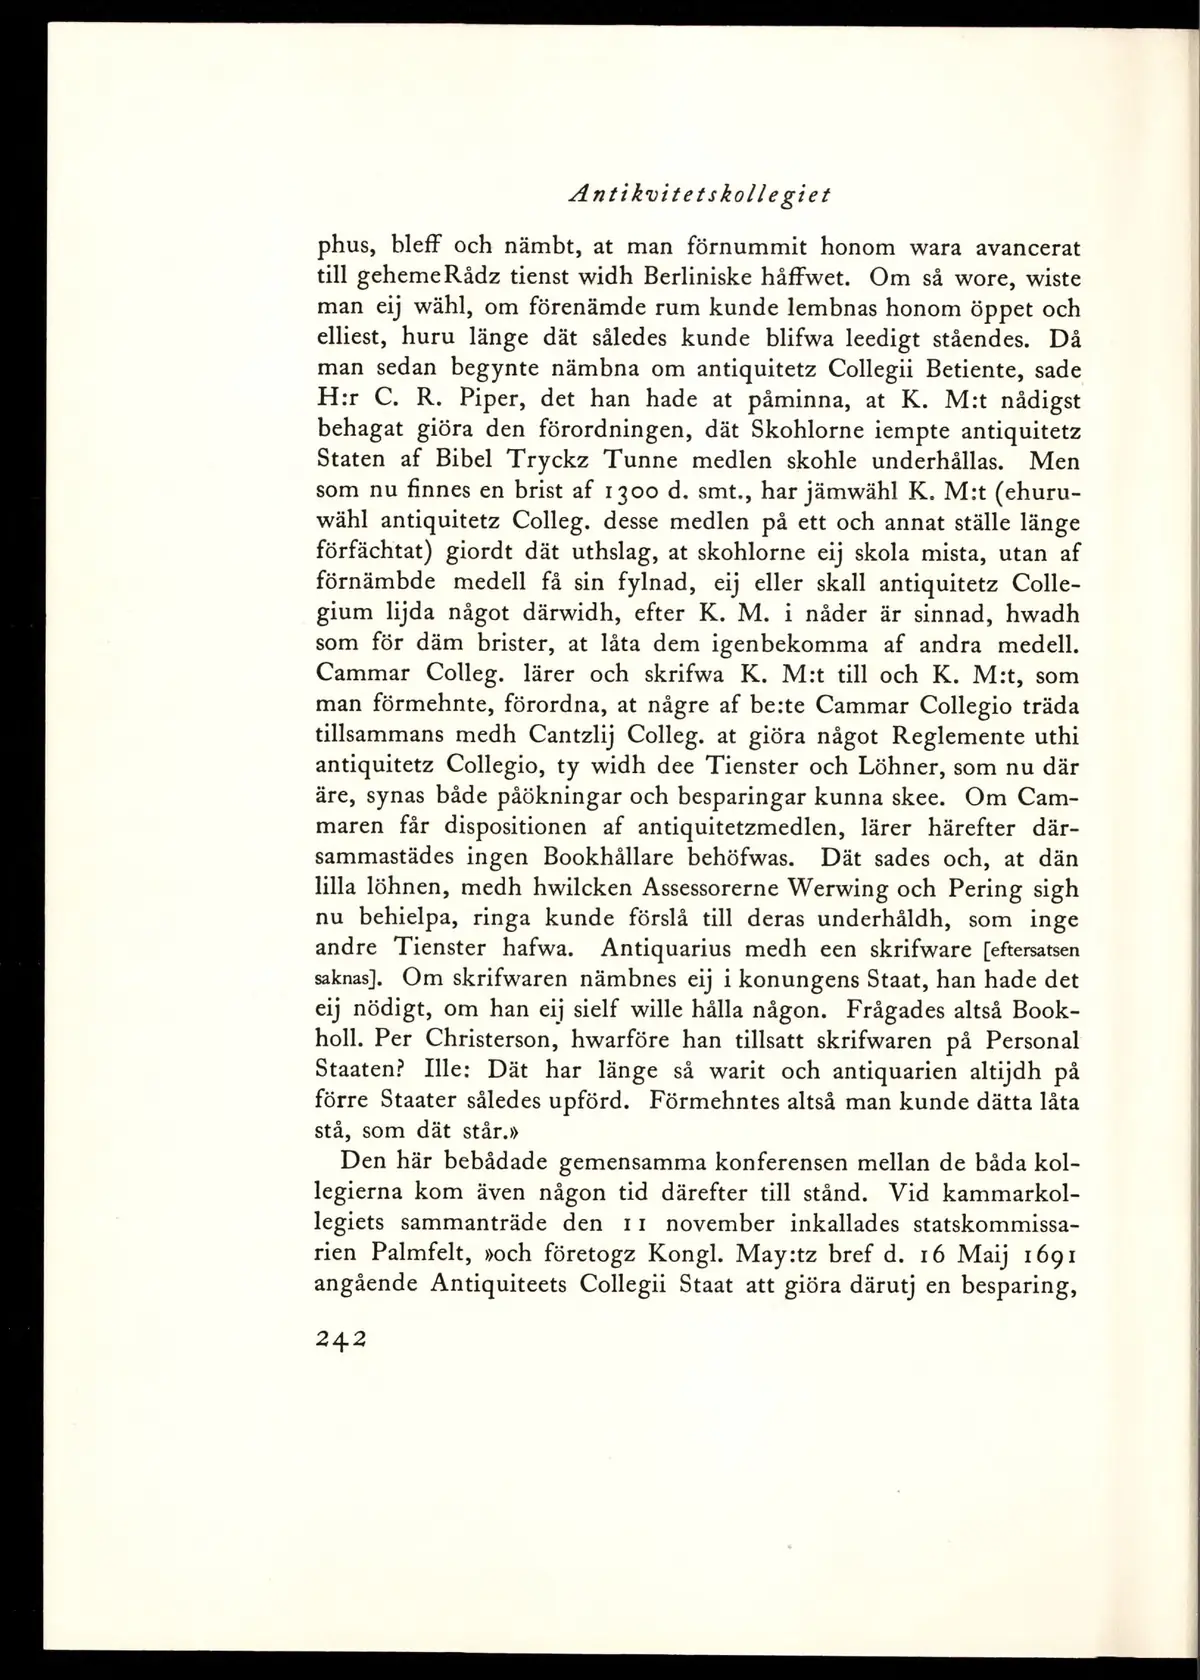 Antikvitetskollegiet
phus, bleff och nämbt, at man förnummit honom wara avancerat
till gehemeRådz tienst widh Berliniske håffwet. Om så wore, wiste
man eij wähl, om förenämde rum kunde lembnas honom öppet och
elliest, huru länge dät således kunde blifwa leedigt ståendes. Då
man sedan begynte nämbna om antiquitetz Collegii Betiente, sade
H:r C. R. Piper, det han hade at påminna, at K. M:t nådigst
behagat giöra den förordningen, dät Skohlorne iempte antiquitetz
Staten af Bibel Tryckz Tunne medlen skohle underhållas. Men
som nu finnes en brist af 1300 d. smt., har jämwähl K. M:t (ehuru-
wähl antiquitetz Colleg. desse medlen på ett och annat ställe länge
förfächtat) giordt dät uthslag, at skohlorne eij skola mista, utan af
förnämbde medell få sin fylnad, eij eller skall antiquitetz Colle-
gium lijda något därwidh, efter K. M. i nåder är sinnad, hwadh
som för däm brister, at låta dem igenbekomma af andra medell.
Cammar Colleg. lärer och skrifwa K. M:t till och K. M:t, som
man förmehnte, förordna, at någre af be:te Cammar Collegio träda
tillsammans medh Cantzlij Colleg. at giöra något Reglemente uthi
antiquitetz Collegio, ty widh dee Tienster och Löhner, som nu där
äre, synas både påökningar och besparingar kunna skee. Om Cam-
maren får dispositionen af antiquitetzmedlen, lärer härefter där-
sammastädes ingen Bookhållare behöfwas. Dät sades och, at dän
lilla löhnen, medh hwilcken Assessorerne Werwing och Pering sigh
nu behielpa, ringa kunde förslå till deras underhåldh, som inge
andre Tienster hafwa. Antiquarius medh een skrifware [eftersatsen
saknas]. Om skrifwaren nämbnes eij i konungens Staat, han hade det
eij nödigt, om han eij sielf wille hålla någon. Frågades altså Book-
holl. Per Christerson, hwarföre han tillsatt skrifwaren på Personal
Staaten? Ille: Dät har länge så warit och antiquarien altijdh på
förre Staater således upförd. Förmehntes altså man kunde dätta låta
stå, som dät står.»
Den här bebådade gemensamma konferensen mellan de båda kol-
legierna kom även någon tid därefter till stånd. Vid kammarkol-
legiets sammanträde den 11 november inkallades statskommissa-
rien Palmfelt, »och företogz Kongl. May:tz bref d. 16 Maij 1691
angående Antiquiteets Collegii Staat att giöra därutj en besparing,
242